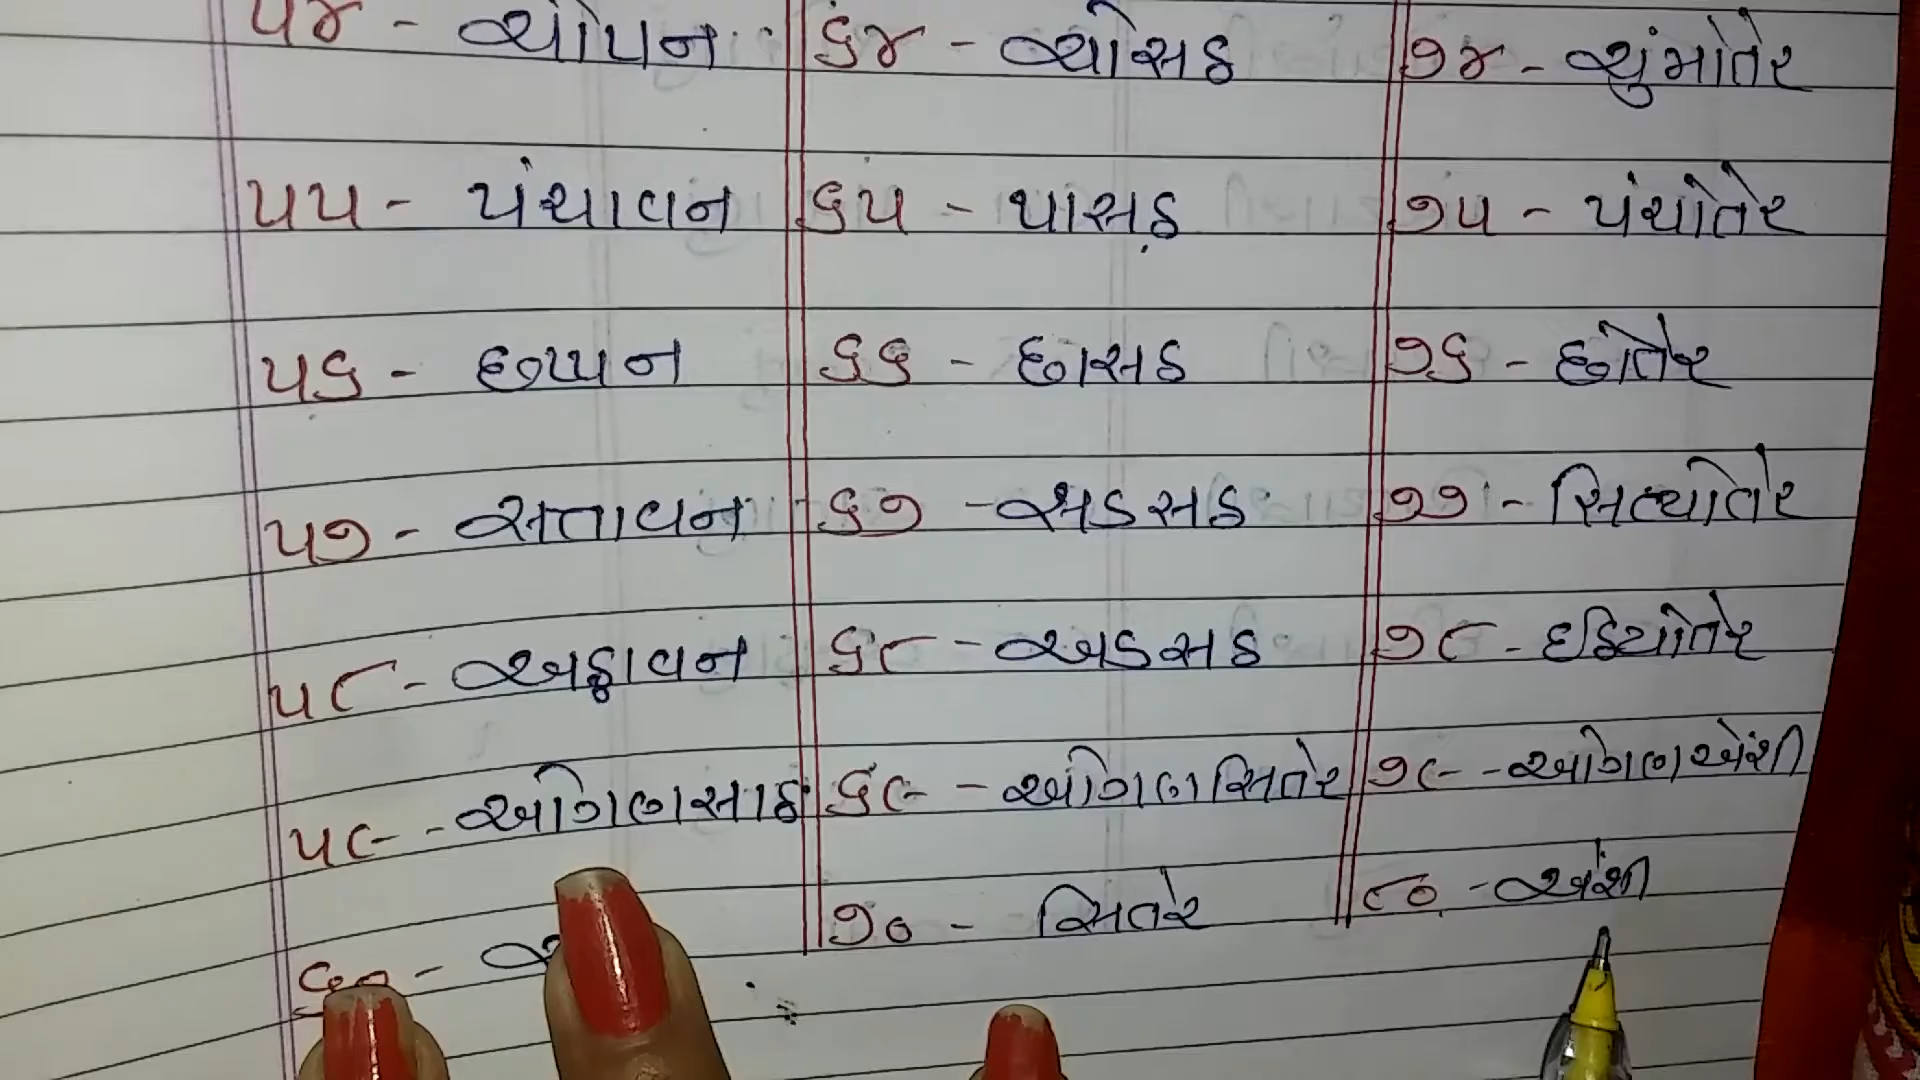 ૫૪ - ચોપન ૬૪ - ચોસઠ ૭૪ - ચુંમોતેર
૫૫ - પંચાવન ૬૫ - પાસઠ ૭૫ - પંચોતેર
૫૬ - છપ્પન ૬૬ - છાસઠ ૭૬ - છોતેર
૫૭ - સતાવન ૬૭ - સડસઠ ૭૭ - સિત્યોતેર
૫૮ - અઠ્ઠાવન ૬૮ - અડસઠ ૭૮ - ઇઠયોતેર
૫૯ - ઓગણસાઠ ૬૯ - ઓગણસિતેર ૭૯ - ઓગણએંશી
૬૦ - ૭૦ - સિતેર ૮૦ - એંશી